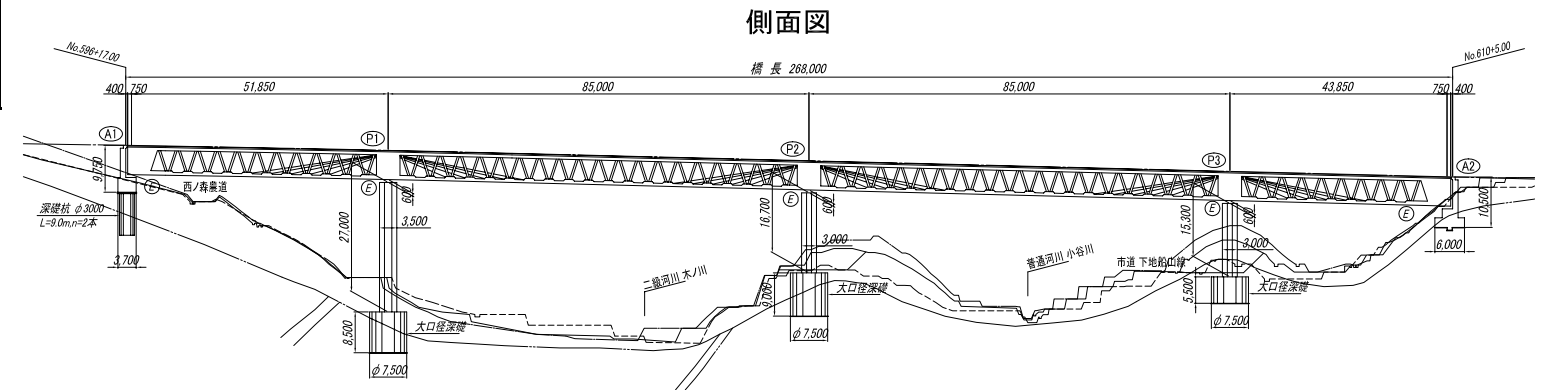 側面図
No.596+17.00
No.610+5.00
橋 長 268,000
400 750 51,850 85,000 85,000 43,850 750 400
A1
P1
P2
P3
A2
9,750
E
西ノ森農道
深礎杭 φ3000
L=9.0m,n=2本
3,700
27,000
E
600
3,500
8,500
大口径深礎
φ7,500
二級河川 木ノ川
16,700
E
600
3,000
9,000
大口径深礎
φ7,500
普通河川 小谷川
市道 下地船山線
15,300
E
600
3,000
5,500
大口径深礎
φ7,500
E
10,500
6,000